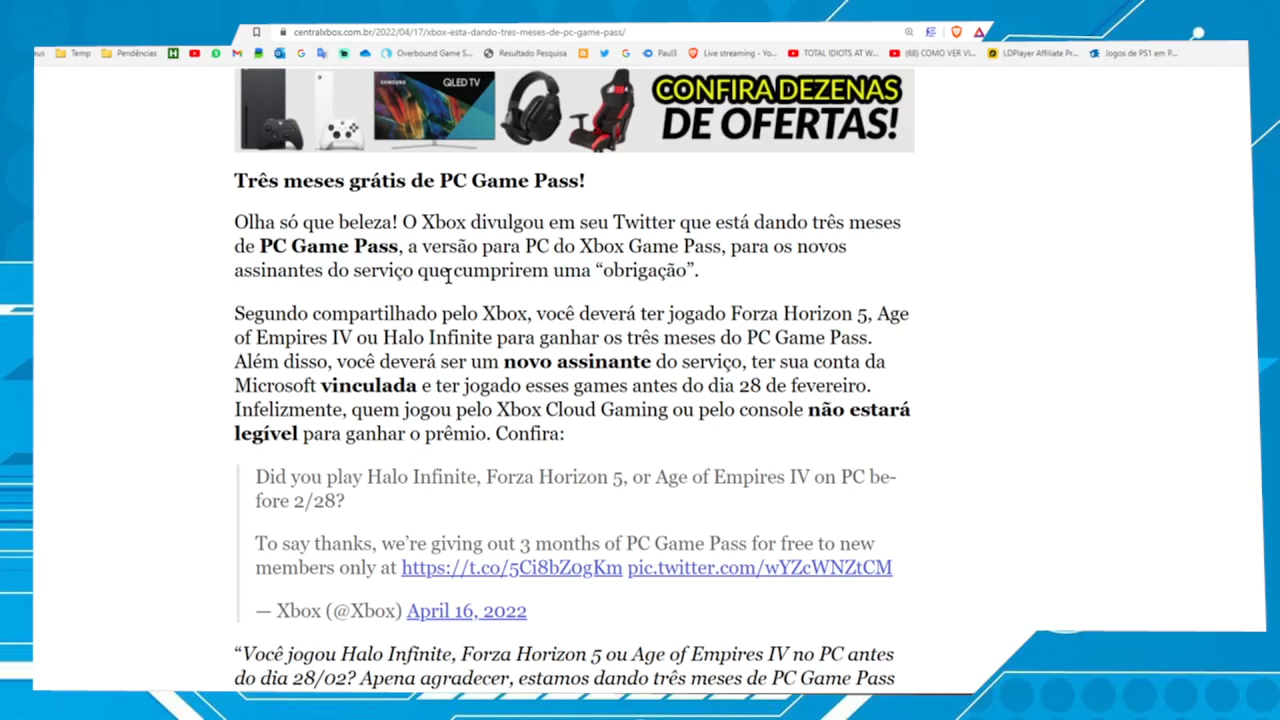 centralxbox.com.br/2022/04/17/xbox-esta-dando-tres-meses-de-pc-game-pass/
eus Temp Pendências Overbound Game S... Resultado Pesquisa Paul3 Live streaming - Yo... TOTAL IDIOTS AT W... (68) COMO VER VI... LDPlayer Affiliate Pr... Jogos de PS1 em P...
SAMSUNG QLED TV
CONFIRA DEZENAS
DE OFERTAS!
Três meses grátis de PC Game Pass!
Olha só que beleza! O Xbox divulgou em seu Twitter que está dando três meses
de PC Game Pass, a versão para PC do Xbox Game Pass, para os novos
assinantes do serviço que cumprirem uma “obrigação”.
Segundo compartilhado pelo Xbox, você deverá ter jogado Forza Horizon 5, Age
of Empires IV ou Halo Infinite para ganhar os três meses do PC Game Pass.
Além disso, você deverá ser um novo assinante do serviço, ter sua conta da
Microsoft vinculada e ter jogado esses games antes do dia 28 de fevereiro.
Infelizmente, quem jogou pelo Xbox Cloud Gaming ou pelo console não estará
legível para ganhar o prêmio. Confira:
Did you play Halo Infinite, Forza Horizon 5, or Age of Empires IV on PC be-
fore 2/28?
To say thanks, we’re giving out 3 months of PC Game Pass for free to new
members only at https://t.co/5Ci8bZ0gKm pic.twitter.com/wYZcWNZtCM
— Xbox (@Xbox) April 16, 2022
“Você jogou Halo Infinite, Forza Horizon 5 ou Age of Empires IV no PC antes
do dia 28/02? Apena agradecer, estamos dando três meses de PC Game Pass